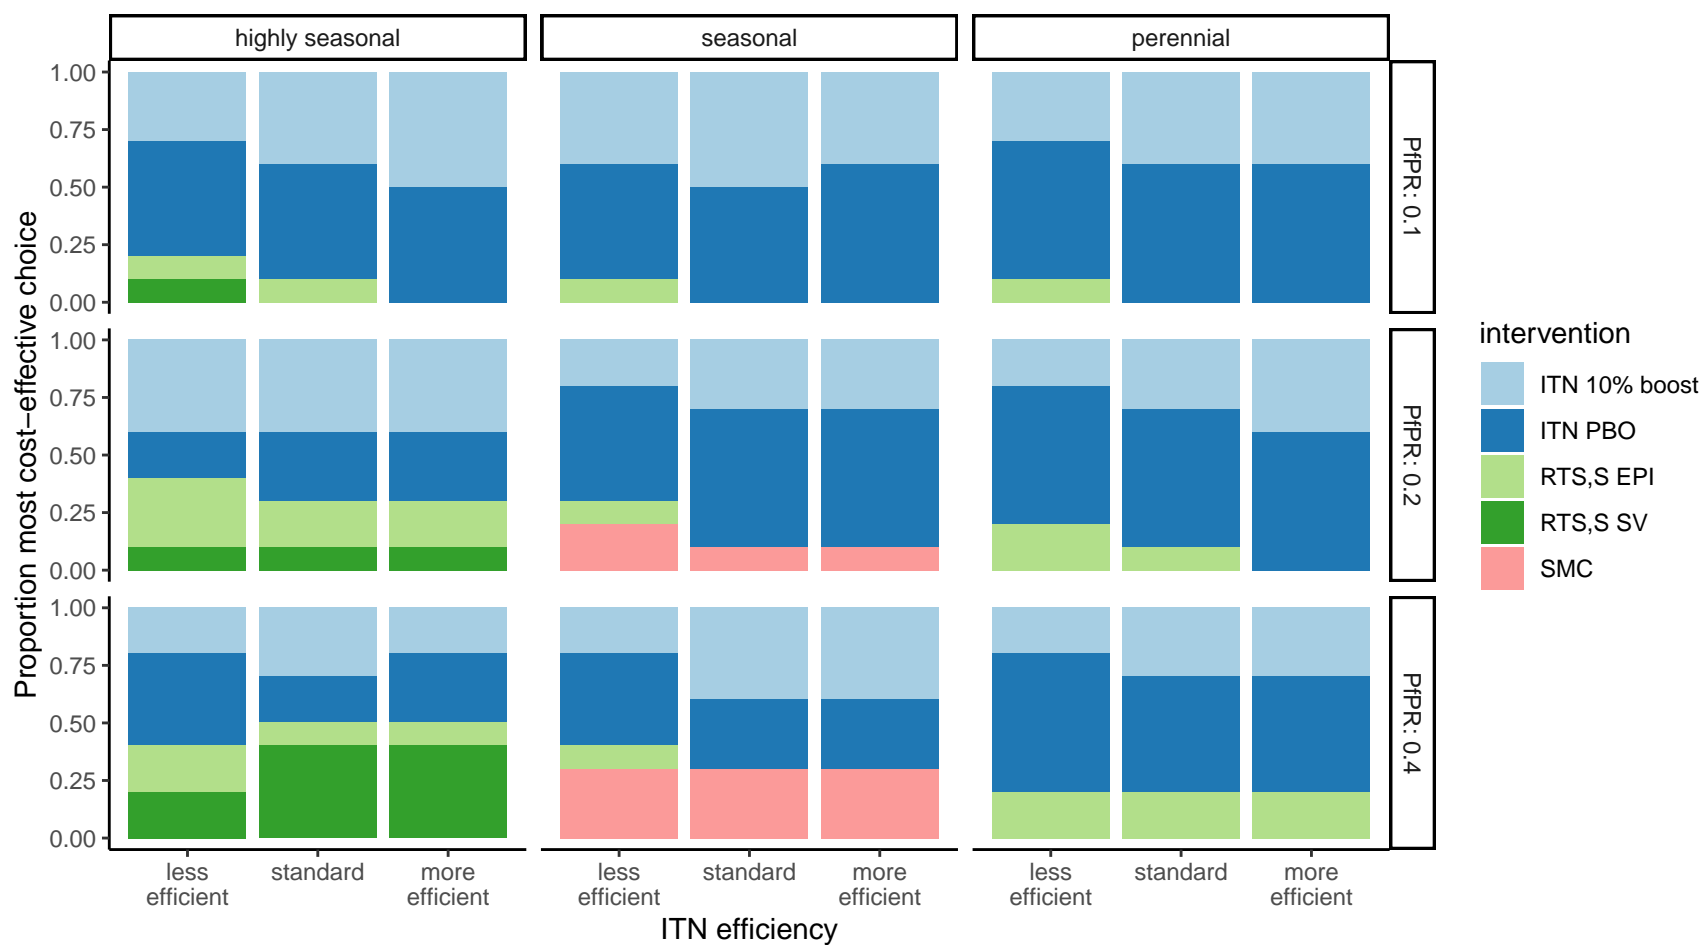 highly seasonal
seasonal
perennial
Proportion most cost−effective choice
1.00
0.75
0.50
0.25
0.00
PfPR: 0.1
1.00
0.75
0.50
0.25
0.00
PfPR: 0.2
1.00
0.75
0.50
0.25
0.00
PfPR: 0.4
less
efficient
standard
more
efficient
less
efficient
standard
more
efficient
less
efficient
standard
more
efficient
ITN efficiency
intervention
ITN 10% boost
ITN PBO
RTS,S EPI
RTS,S SV
SMC